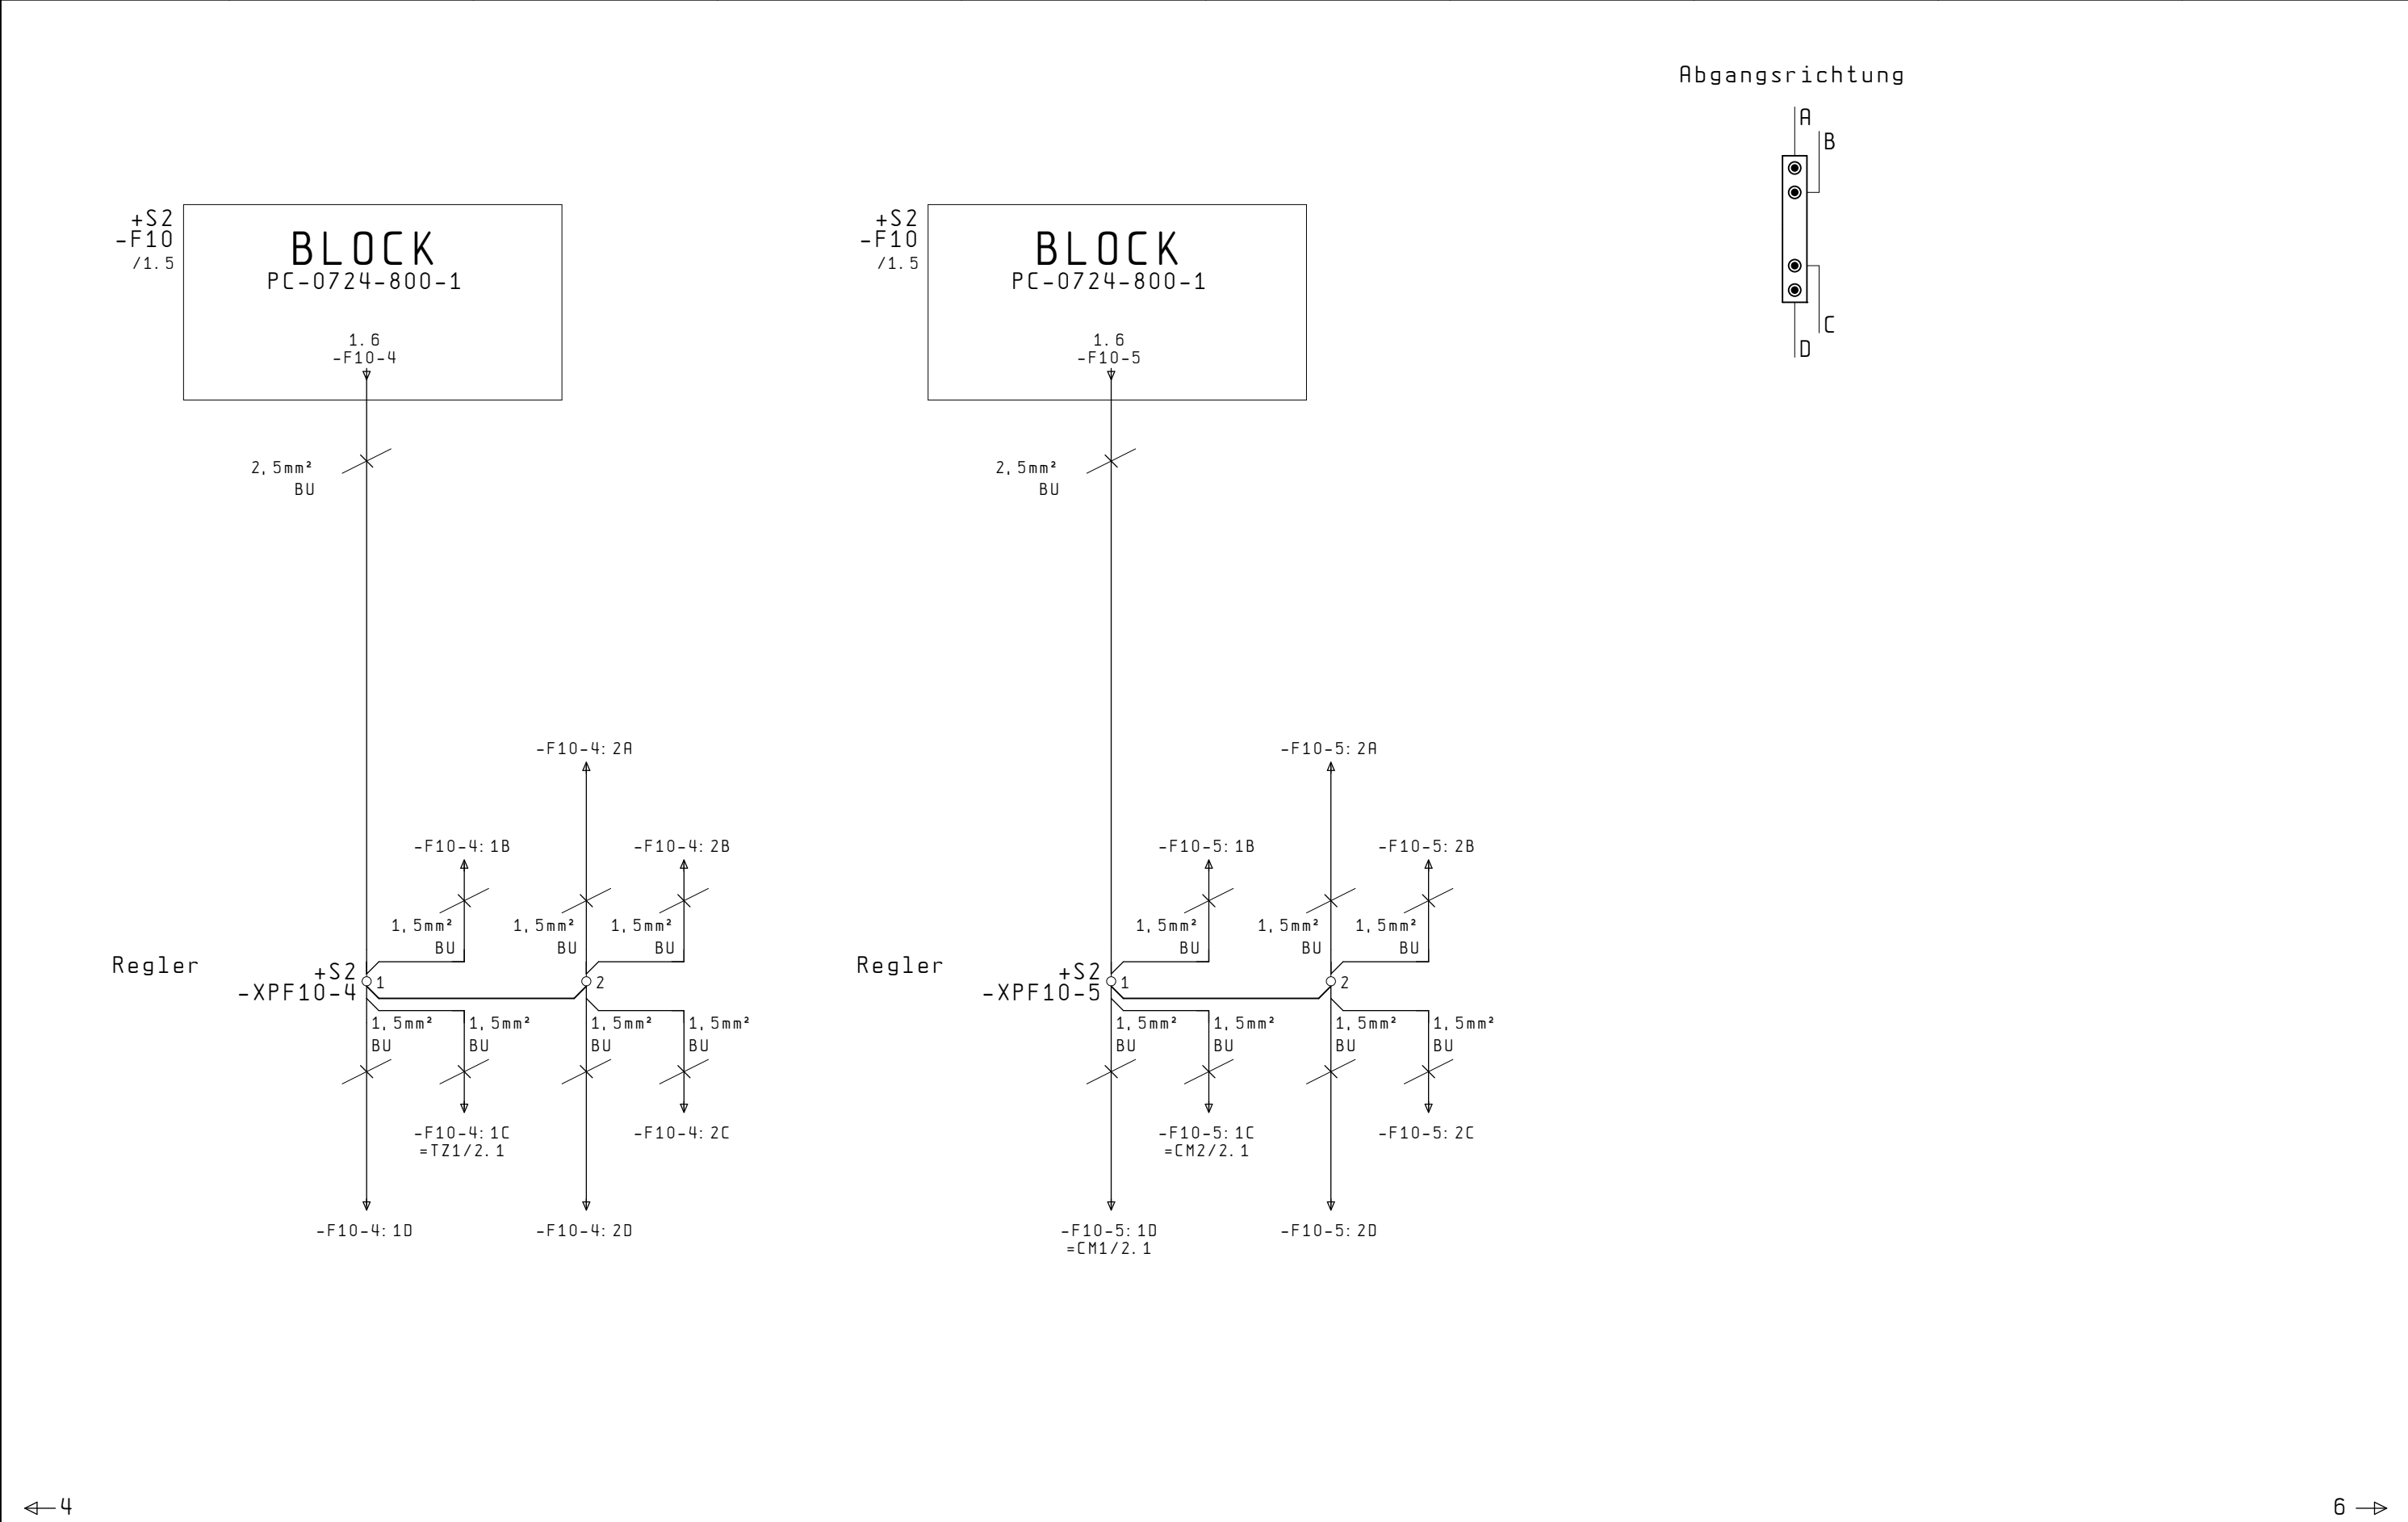 Abgangsrichtung
A
B
C
D
+S2
-F10
/1.5
BLOCK
PC-0724-800-1
1.6
-F10-4
2,5mm²
BU
-F10-4:2A
-F10-4:1B
-F10-4:2B
1,5mm²
BU
1,5mm²
BU
1,5mm²
BU
Regler
+S2
-XPF10-4
1
2
1,5mm²
BU
1,5mm²
BU
1,5mm²
BU
1,5mm²
BU
-F10-4:1C
=TZ1/2.1
-F10-4:2C
-F10-4:1D
-F10-4:2D
+S2
-F10
/1.5
BLOCK
PC-0724-800-1
1.6
-F10-5
2,5mm²
BU
-F10-5:2A
-F10-5:1B
-F10-5:2B
1,5mm²
BU
1,5mm²
BU
1,5mm²
BU
Regler
+S2
-XPF10-5
1
2
1,5mm²
BU
1,5mm²
BU
1,5mm²
BU
1,5mm²
BU
-F10-5:1C
=CM2/2.1
-F10-5:2C
-F10-5:1D
=CM1/2.1
-F10-5:2D
4
6